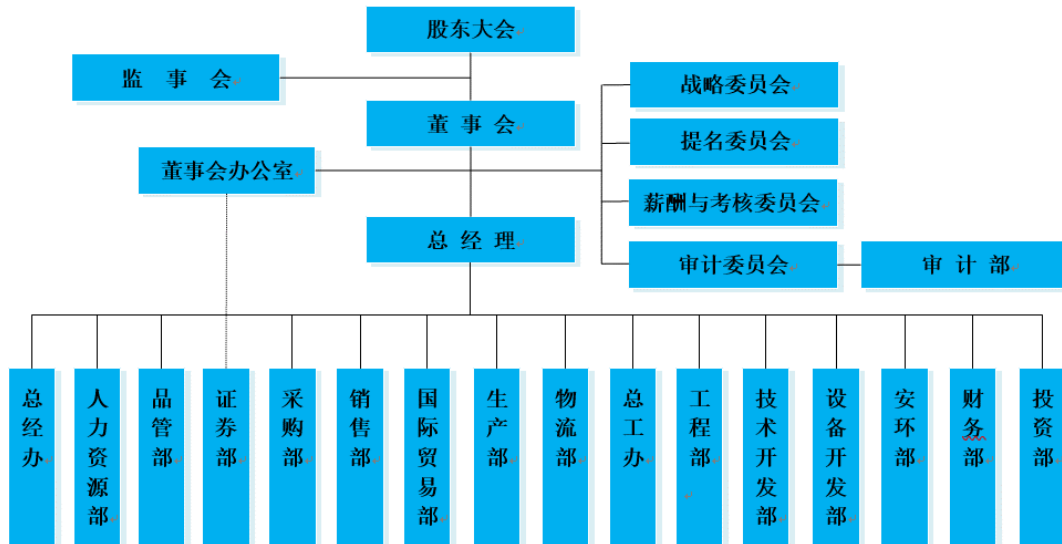 股东大会
监 事 会
战略委员会
董 事 会
提名委员会
董事会办公室
薪酬与考核委员会
总 经 理
审计委员会
审 计 部
总经办
人力资源部
品管部
证券部
采购部
销售部
国际贸易部
生产部
物流部
总工办
工程部
技术开发部
设备开发部
安环部
财务部
投资部